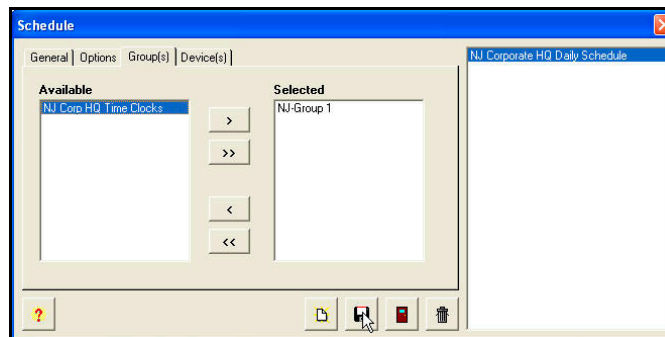 Schedule
General Options Group(s) Device(s)
Available
NJ Corp HQ Time Clocks
>
>>
<
<<
Selected
NJ-Group 1
?
NJ Corporate HQ Daily Schedule